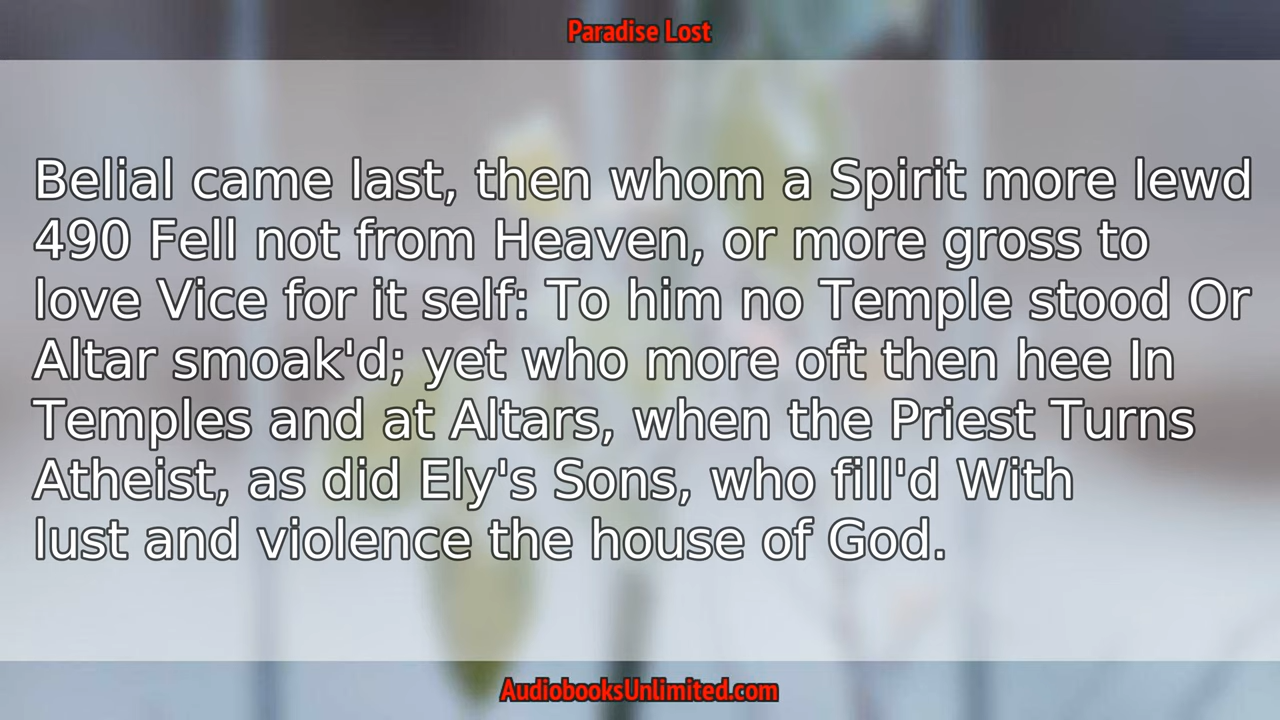 Paradise Lost
Belial came last, then whom a Spirit more lewd
490 Fell not from Heaven, or more gross to
love Vice for it self: To him no Temple stood Or
Altar smoak'd; yet who more oft then hee In
Temples and at Altars, when the Priest Turns
Atheist, as did Ely's Sons, who fill'd With
lust and violence the house of God.
AudiobooksUnlimited.com